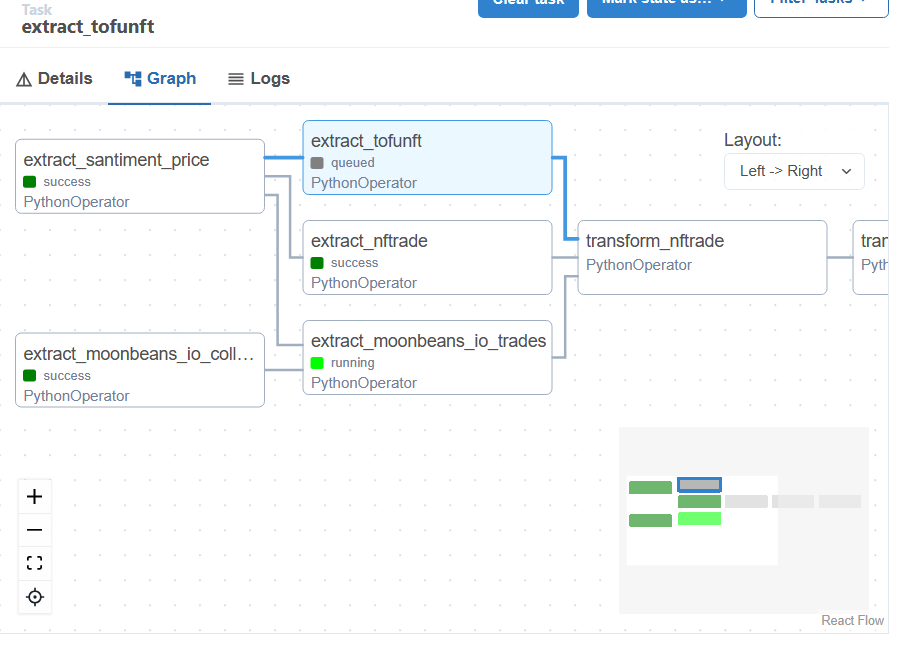 Task
extract_tofunft
Clear task
Mark state as...
Filter Tasks
Details
Graph
Logs
extract_santiment_price
success
PythonOperator
extract_tofunft
queued
PythonOperator
Layout:
Left -> Right
extract_nftrade
success
PythonOperator
transform_nftrade
PythonOperator
tran
Pyth
extract_moonbeans_io_coll…
success
PythonOperator
extract_moonbeans_io_trades
running
PythonOperator
React Flow